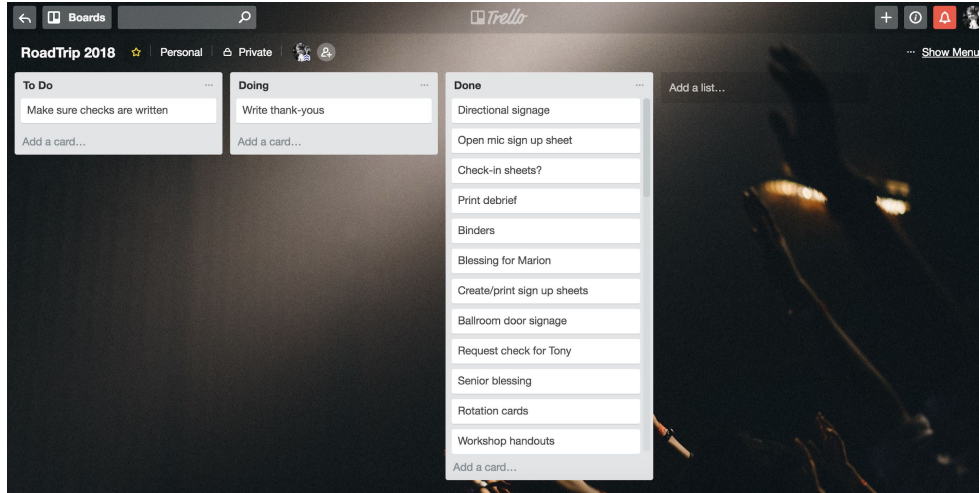 Boards
Trello
RoadTrip 2018
Personal
Private
... Show Menu
To Do ...
Make sure checks are written
Add a card…
Doing ...
Write thank-yous
Add a card…
Done ...
Directional signage
Open mic sign up sheet
Check-in sheets?
Print debrief
Binders
Blessing for Marion
Create/print sign up sheets
Ballroom door signage
Request check for Tony
Senior blessing
Rotation cards
Workshop handouts
Add a card…
Add a list…